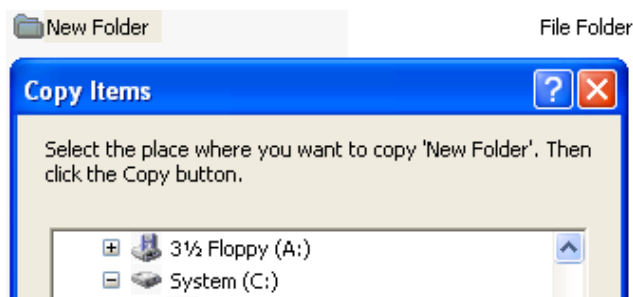 New Folder File Folder
Copy Items
Select the place where you want to copy 'New Folder'. Then
click the Copy button.
3½ Floppy (A:)
System (C:)